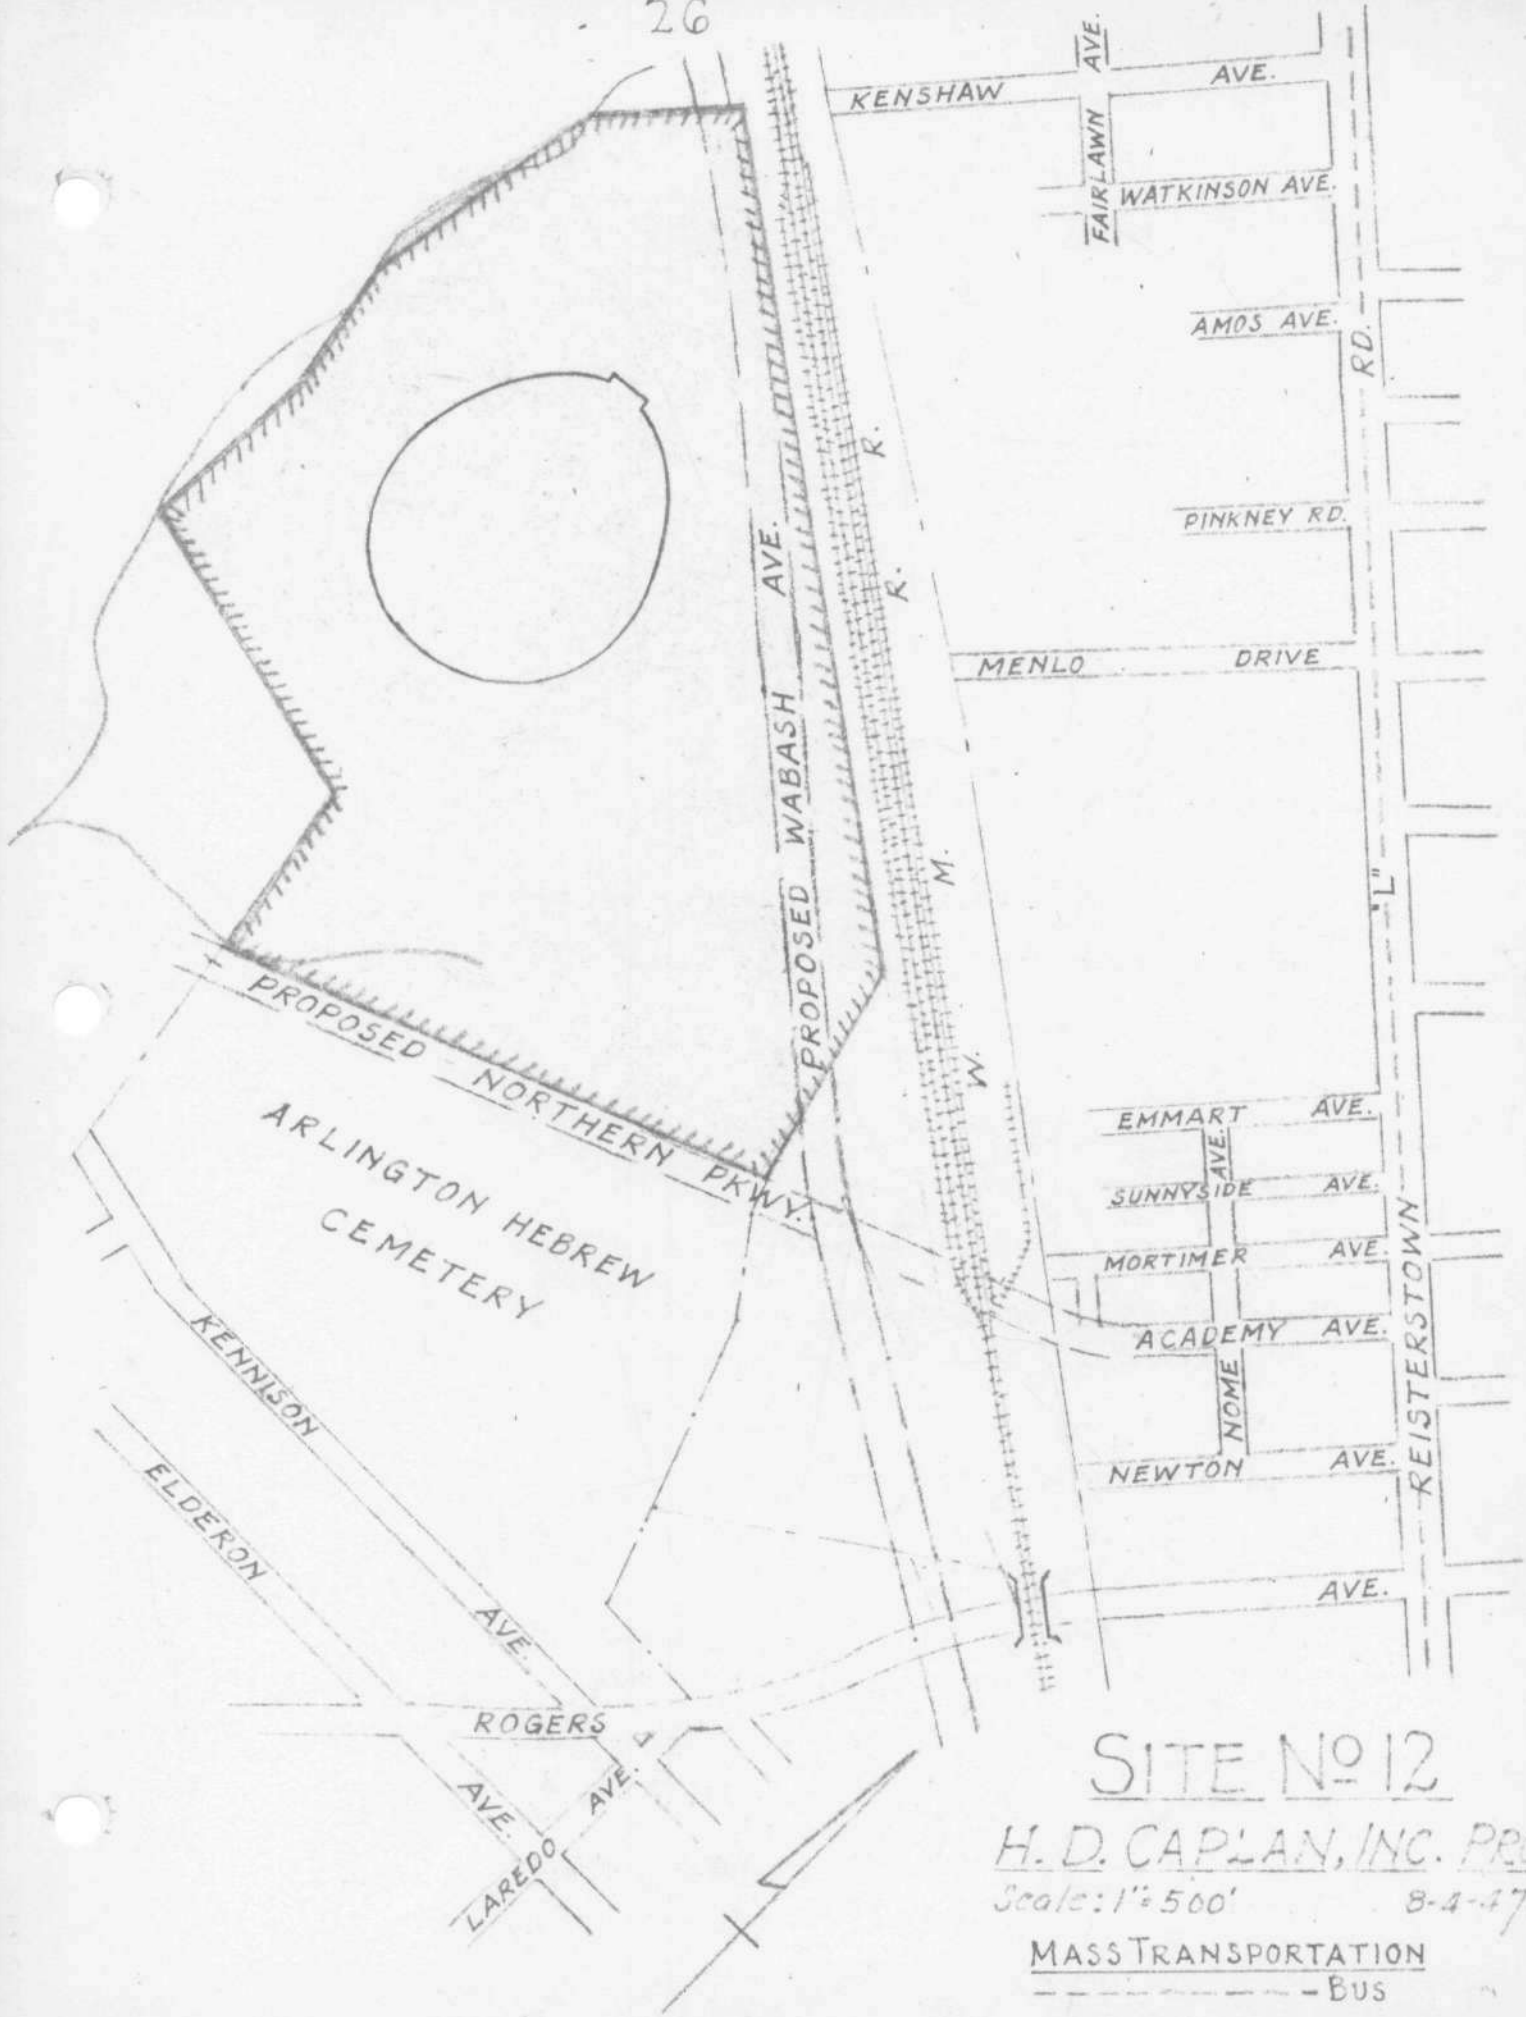 26
KENSHAW AVE.
FAIRLAWN AVE.
WATKINSON AVE.
AMOS AVE.
RD.
R.
PINKNEY RD.
R.
PROPOSED WABASH AVE.
MENLO DRIVE
M.
"L"
W.
PROPOSED NORTHERN PKWY.
ARLINGTON HEBREW
CEMETERY
EMMART AVE.
AVE.
SUNNYSIDE AVE.
MORTIMER AVE.
ACADEMY AVE.
NOME
REISTERSTOWN
NEWTON AVE.
KENNISON
AVE.
ELDERON
AVE.
ROGERS
AVE.
LAREDO AVE.
SITE Nº 12
H. D. CAPLAN, INC.
Scale: 1"=500' 8-4-47
MASS TRANSPORTATION
BUS